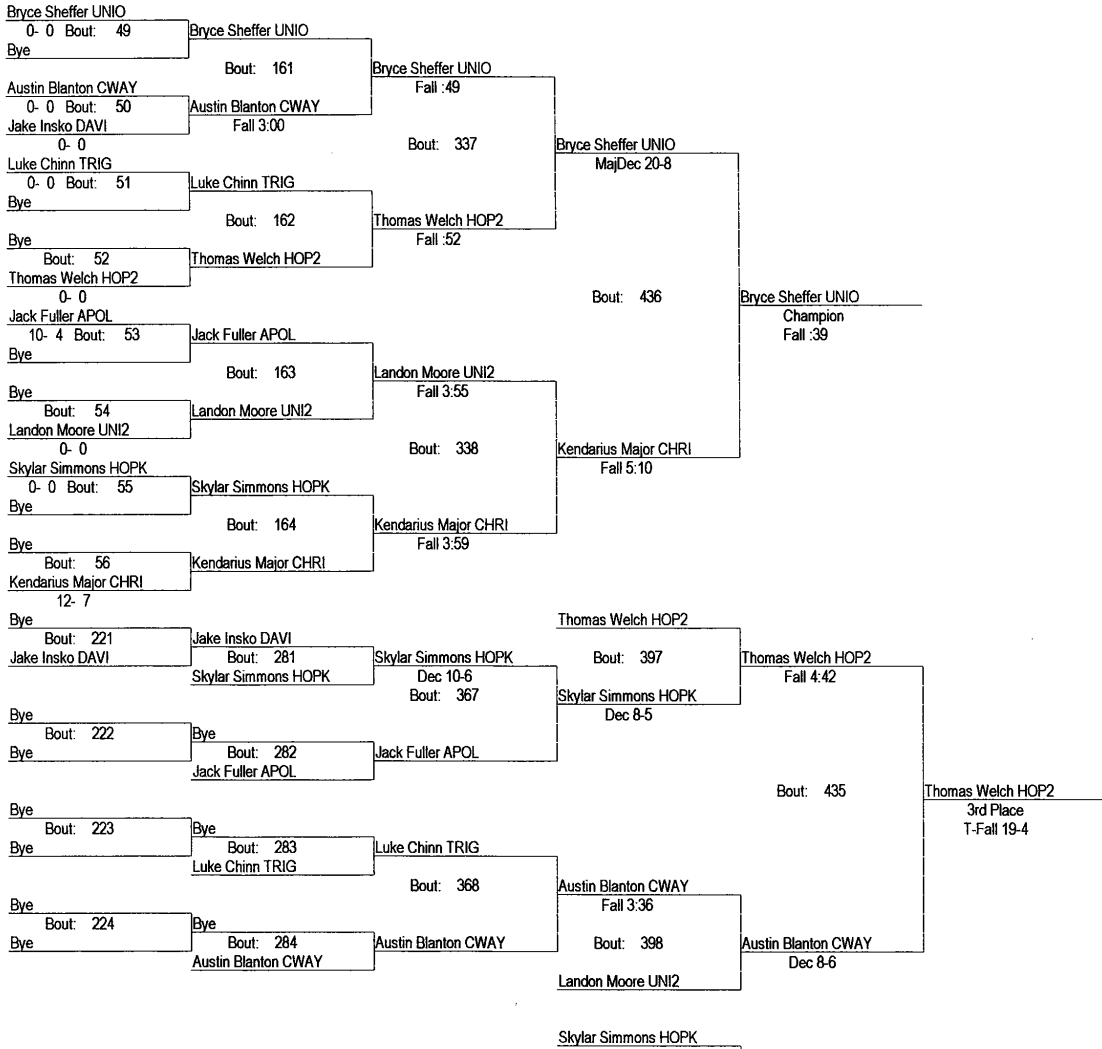 Bryce Sheffer UNIO
0- 0 Bout: 49
Bye
Bryce Sheffer UNIO
Bout: 161
Austin Blanton CWAY
0- 0 Bout: 50
Jake Insko DAVI
0- 0
Austin Blanton CWAY
Fall 3:00
Bryce Sheffer UNIO
Fall :49
Bout: 337
Luke Chinn TRIG
0- 0 Bout: 51
Bye
Luke Chinn TRIG
Bout: 162
Bye
Bout: 52
Thomas Welch HOP2
0- 0
Thomas Welch HOP2
Thomas Welch HOP2
Fall :52
Bryce Sheffer UNIO
MajDec 20-8
Bout: 436
Jack Fuller APOL
10- 4 Bout: 53
Bye
Jack Fuller APOL
Bout: 163
Bye
Bout: 54
Landon Moore UNI2
0- 0
Landon Moore UNI2
Landon Moore UNI2
Fall 3:55
Bout: 338
Skylar Simmons HOPK
0- 0 Bout: 55
Bye
Skylar Simmons HOPK
Bout: 164
Bye
Bout: 56
Kendarius Major CHRI
12- 7
Kendarius Major CHRI
Kendarius Major CHRI
Fall 3:59
Kendarius Major CHRI
Fall 5:10
Bryce Sheffer UNIO
Champion
Fall :39
Bye
Bout: 221
Jake Insko DAVI
Jake Insko DAVI
Bout: 281
Skylar Simmons HOPK
Skylar Simmons HOPK
Dec 10-6
Bout: 367
Bye
Bout: 222
Bye
Bye
Bout: 282
Jack Fuller APOL
Jack Fuller APOL
Thomas Welch HOP2
Bout: 397
Skylar Simmons HOPK
Dec 8-5
Thomas Welch HOP2
Fall 4:42
Bout: 435
Bye
Bout: 223
Bye
Bye
Bout: 283
Luke Chinn TRIG
Luke Chinn TRIG
Bout: 368
Bye
Bout: 224
Bye
Bye
Bout: 284
Austin Blanton CWAY
Austin Blanton CWAY
Austin Blanton CWAY
Fall 3:36
Bout: 398
Landon Moore UNI2
Austin Blanton CWAY
Dec 8-6
Thomas Welch HOP2
3rd Place
T-Fall 19-4
Skylar Simmons HOPK